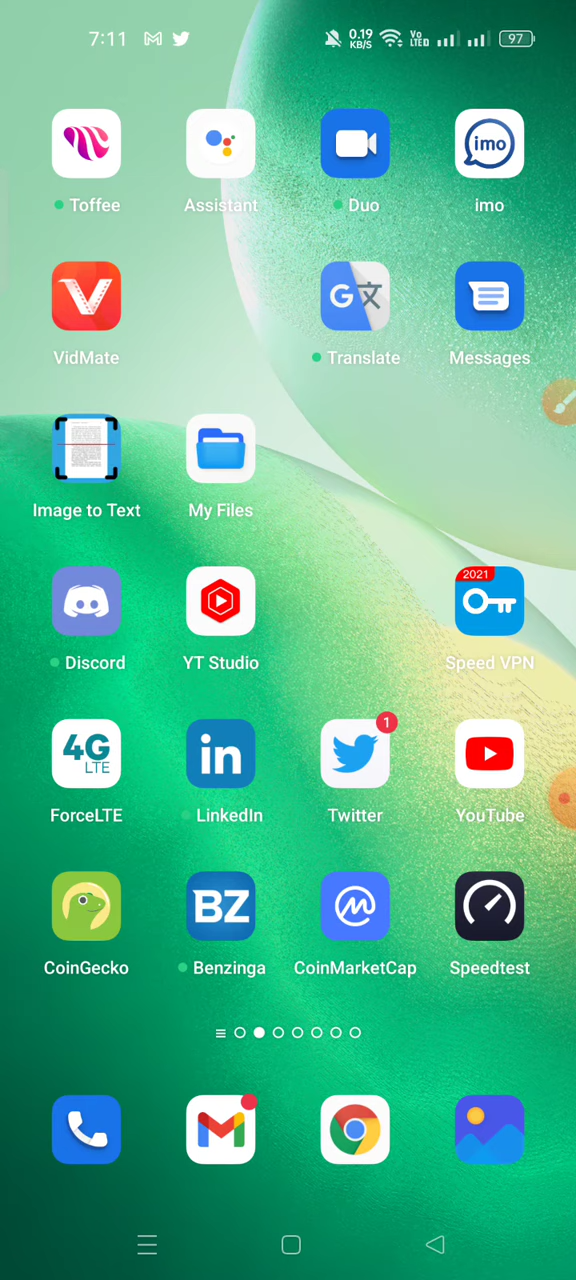 7:11 0.19 KB/S Vo LTE 97
Toffee Assistant Duo imo
imo
VidMate Translate Messages
Image to Text My Files
2021
Discord YT Studio Speed VPN
4G LTE in 1
ForceLTE LinkedIn Twitter YouTube
BZ
CoinGecko Benzinga CoinMarketCap Speedtest